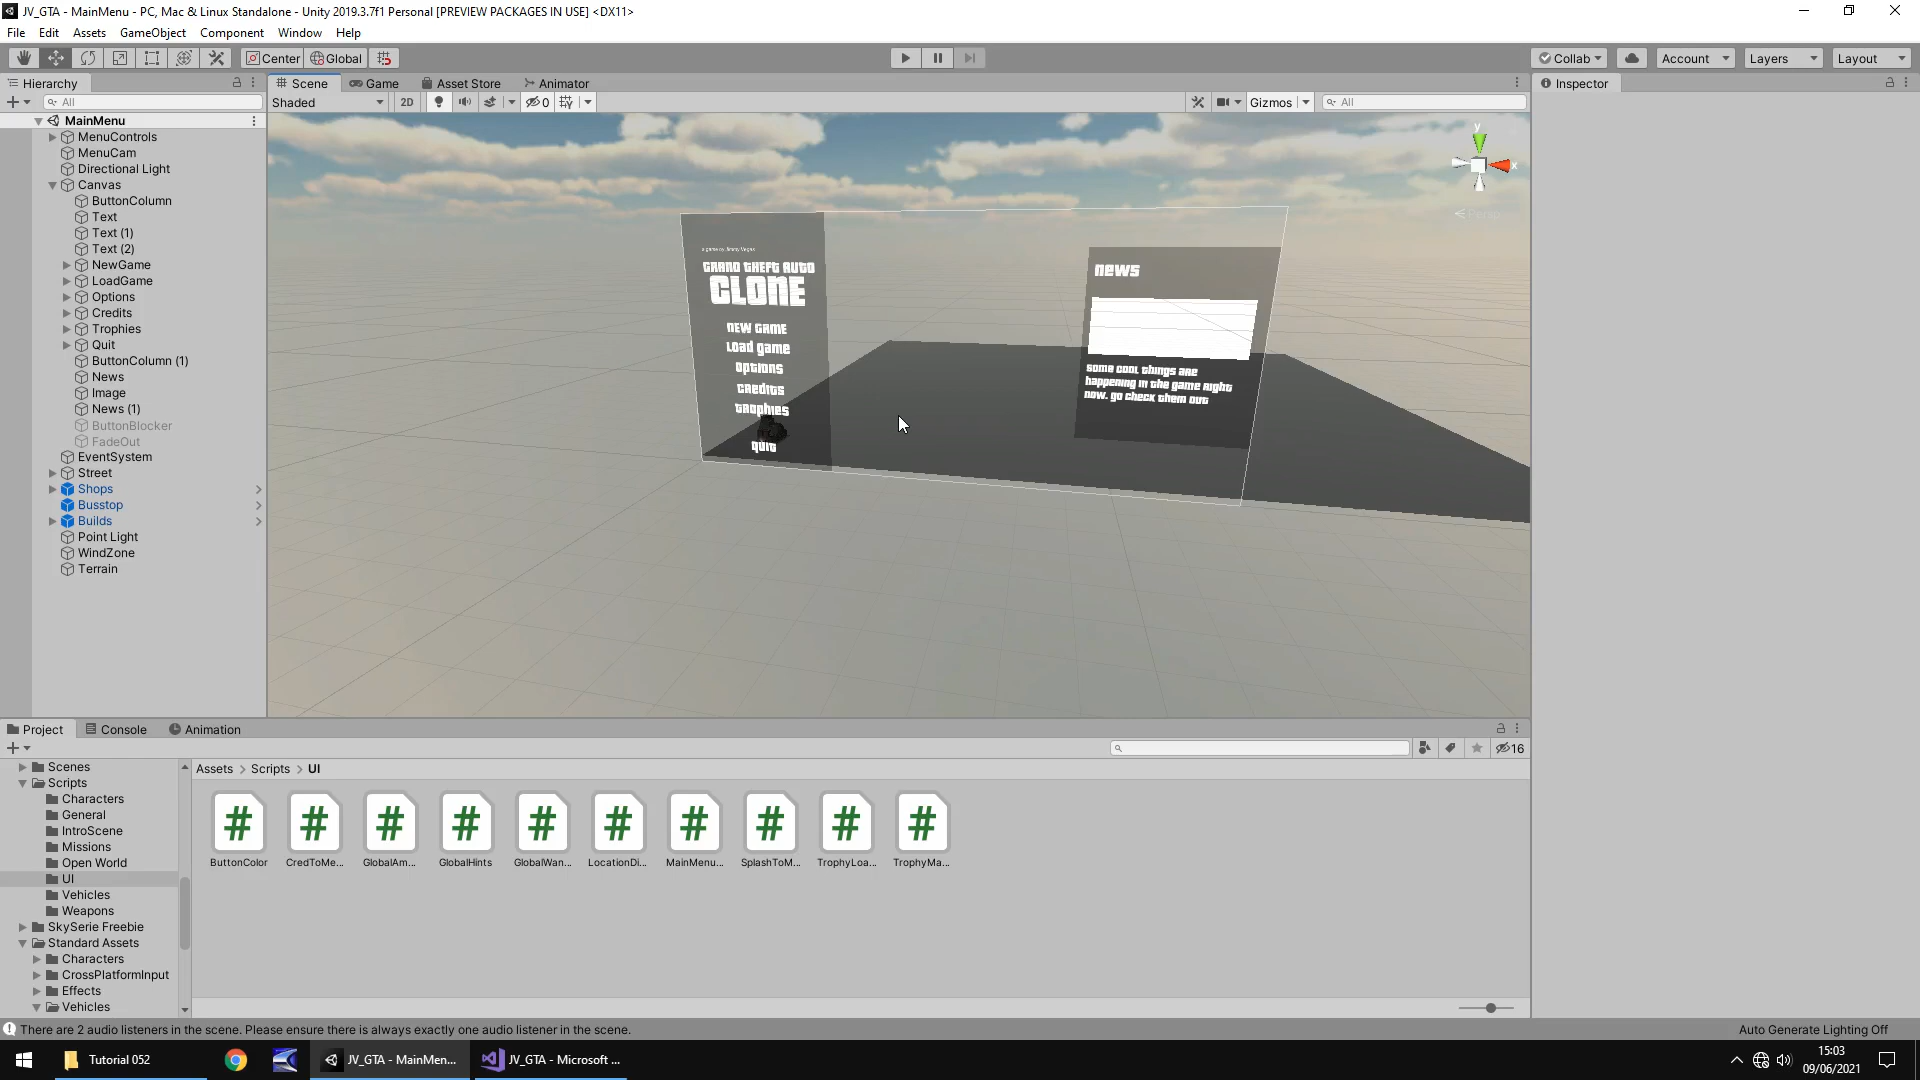 JV_GTA - MainMenu - PC, Mac & Linux Standalone - Unity 2019.3.7f1 Personal [PREVIEW PACKAGES IN USE] <DX11>
File Edit Assets GameObject Component Window Help
Center Global Collab Account Layers Layout
Hierarchy Scene Game Asset Store Animator Inspector
All Shaded 2D 0 Gizmos All
MainMenu
MenuControls
MenuCam
Directional Light
Canvas
ButtonColumn
Text
Text (1)
Text (2)
NewGame
LoadGame
Options
Credits
Trophies
Quit
ButtonColumn (1)
News
Image
News (1)
ButtonBlocker
FadeOut
EventSystem
Street
Shops
Busstop
Builds
Point Light
WindZone
Terrain
y
x
Persp
a game by Jimmy Vegas
GRAND THEFT AUTO
CLONE
NEW GAME
LOAD GAME
OPTIONS
CREDITS
TROPHIES
QUIT
NEWS
SOME COOL THINGS ARE
HAPPENING IN THE GAME RIGHT
NOW. GO CHECK THEM OUT
Project Console Animation
16
Scenes
Scripts
Characters
General
IntroScene
Missions
Open World
UI
Vehicles
Weapons
SkySerie Freebie
Standard Assets
Characters
CrossPlatformInput
Effects
Vehicles
Assets > Scripts > UI
ButtonColor CredToMe... GlobalAm... GlobalHints GlobalWan... LocationDi... MainMenu... SplashToM... TrophyLoa... TrophyMa...
There are 2 audio listeners in the scene. Please ensure there is always exactly one audio listener in the scene.
Auto Generate Lighting Off
Tutorial 052
JV_GTA - MainMen...
JV_GTA - Microsoft ...
15:03
09/06/2021